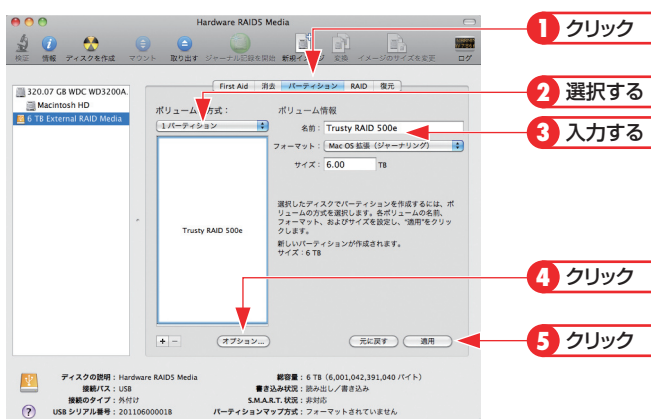 Hardware RAID5 Media
検証 情報 ディスクを作成 マウント 取り出す ジャーナル記録を開始 新規イメージ 変換 イメージのサイズを変更 ログ
1 クリック
320.07 GB WDC WD3200A.
Macintosh HD
6 TB External RAID Media
First Aid 消去 パーティション RAID 復元
ボリューム 方式：
ボリューム情報
2 選択する
1 パーティション
名前： Trusty RAID 500e
3 入力する
フォーマット： Mac OS 拡張（ジャーナリング）
サイズ： 6.00 TB
選択したディスクでパーティションを作成するには、ボ
リュームの方式を選択します。各ボリュームの名前、
フォーマット、およびサイズを設定し、“適用”をクリッ
クします。
Trusty RAID 500e
新しいパーティションが作成されます。
サイズ：6 TB
4 クリック
+ − オプション... 元に戻す 適用
5 クリック
ディスクの説明：Hardware RAID5 Media
総容量：6 TB（6,001,042,391,040 バイト）
接続バス：USB
書き込み状況：読み出し／書き込み
接続のタイプ：外付け
S.M.A.R.T. 状況：非対応
? USB シリアル番号：201106000018
パーティションマップ方式：フォーマットされていません